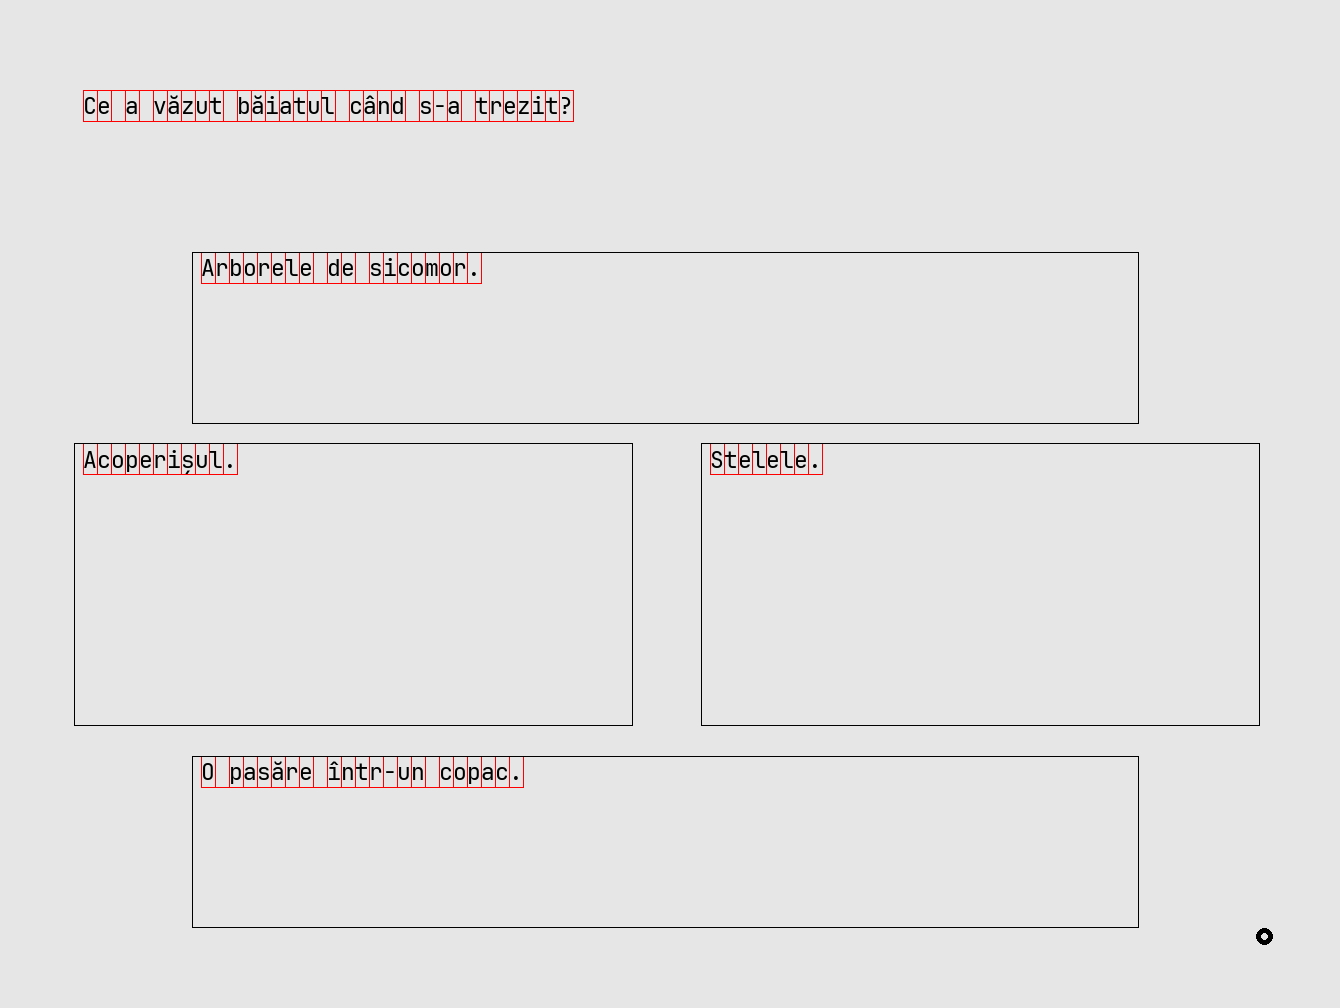 Ce a văzut băiatul când s-a trezit?
Arborele de sicomor.
Acoperișul.
Stelele.
O pasăre într-un copac.